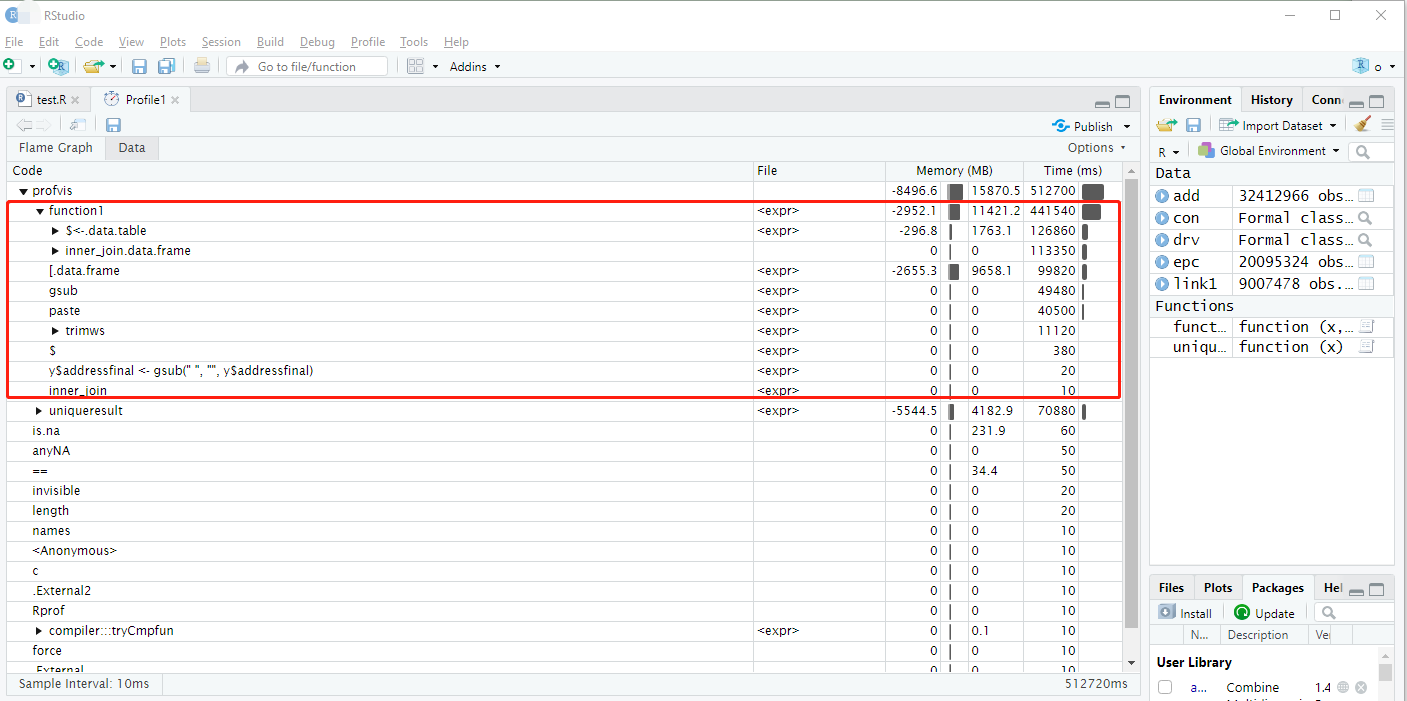 RStudio
File Edit Code View Plots Session Build Debug Profile Tools Help
Go to file/function Addins
test.R Profile1
Publish
Flame Graph Data Options
Code File Memory (MB) Time (ms)
profvis -8496.6 15870.5 512700
function1 <expr> -2952.1 11421.2 441540
$<-.data.table <expr> -296.8 1763.1 126860
inner_join.data.frame 0 0 113350
[.data.frame <expr> -2655.3 9658.1 99820
gsub <expr> 0 0 49480
paste <expr> 0 0 40500
trimws <expr> 0 0 11120
$ <expr> 0 0 380
y$addressfinal <- gsub(" ", "", y$addressfinal) <expr> 0 0 20
inner_join <expr> 0 0 10
uniqueresult <expr> -5544.5 4182.9 70880
is.na 0 231.9 60
anyNA 0 0 50
== 0 34.4 50
invisible 0 0 20
length 0 0 20
names 0 0 10
<Anonymous> 0 0 10
c 0 0 10
.External2 0 0 10
Rprof 0 0 10
compiler:::tryCmpfun <expr> 0 0.1 10
force 0 0 10
.External 0 0 10
Sample Interval: 10ms 512720ms
Environment History Conn
Import Dataset
R Global Environment
Data
add 32412966 obs...
con Formal class...
drv Formal class...
epc 20095324 obs...
link1 9007478 obs...
Functions
funct... function (x,...
uniqu... function (x)
Files Plots Packages Hel
Install Update
N... Description Ve
User Library
a... Combine 1.4